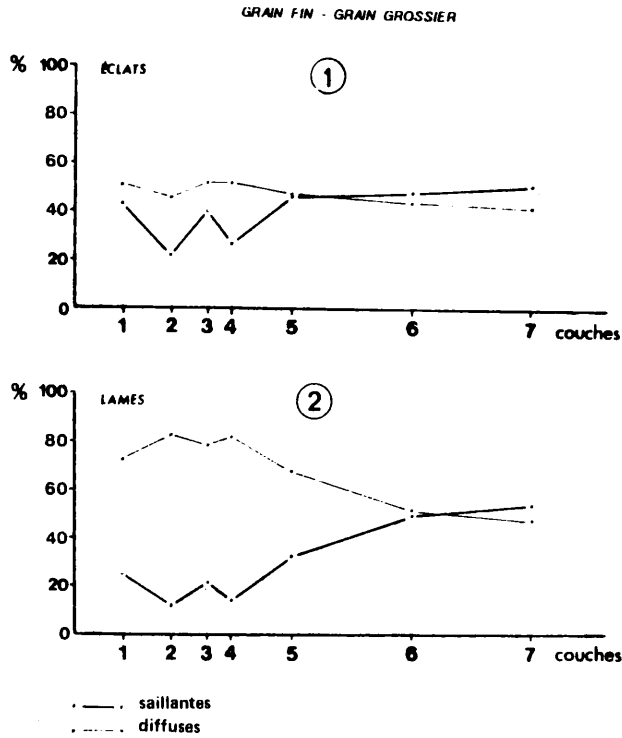 GRAIN FIN - GRAIN GROSSIER
% 100 ÉCLATS 1
80
60
40
20
0
1 2 3 4 5 6 7 couches
% 100 LAMES 2
80
60
40
20
0
1 2 3 4 5 6 7 couches
saillantes
diffuses